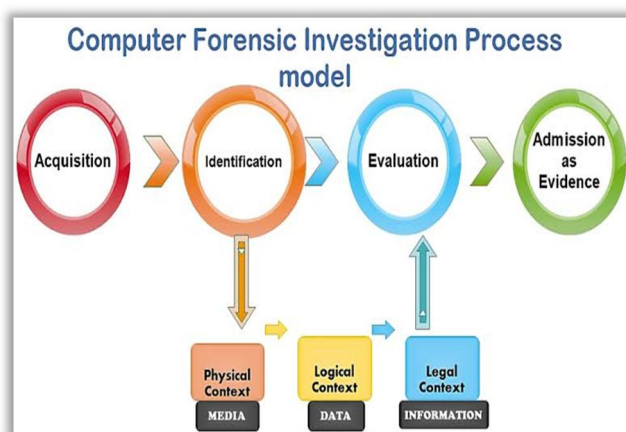 Computer Forensic Investigation Process
model
Acquisition
Identification
Evaluation
Admission
as
Evidence
Physical
Context
MEDIA
Logical
Context
DATA
Legal
Context
INFORMATION